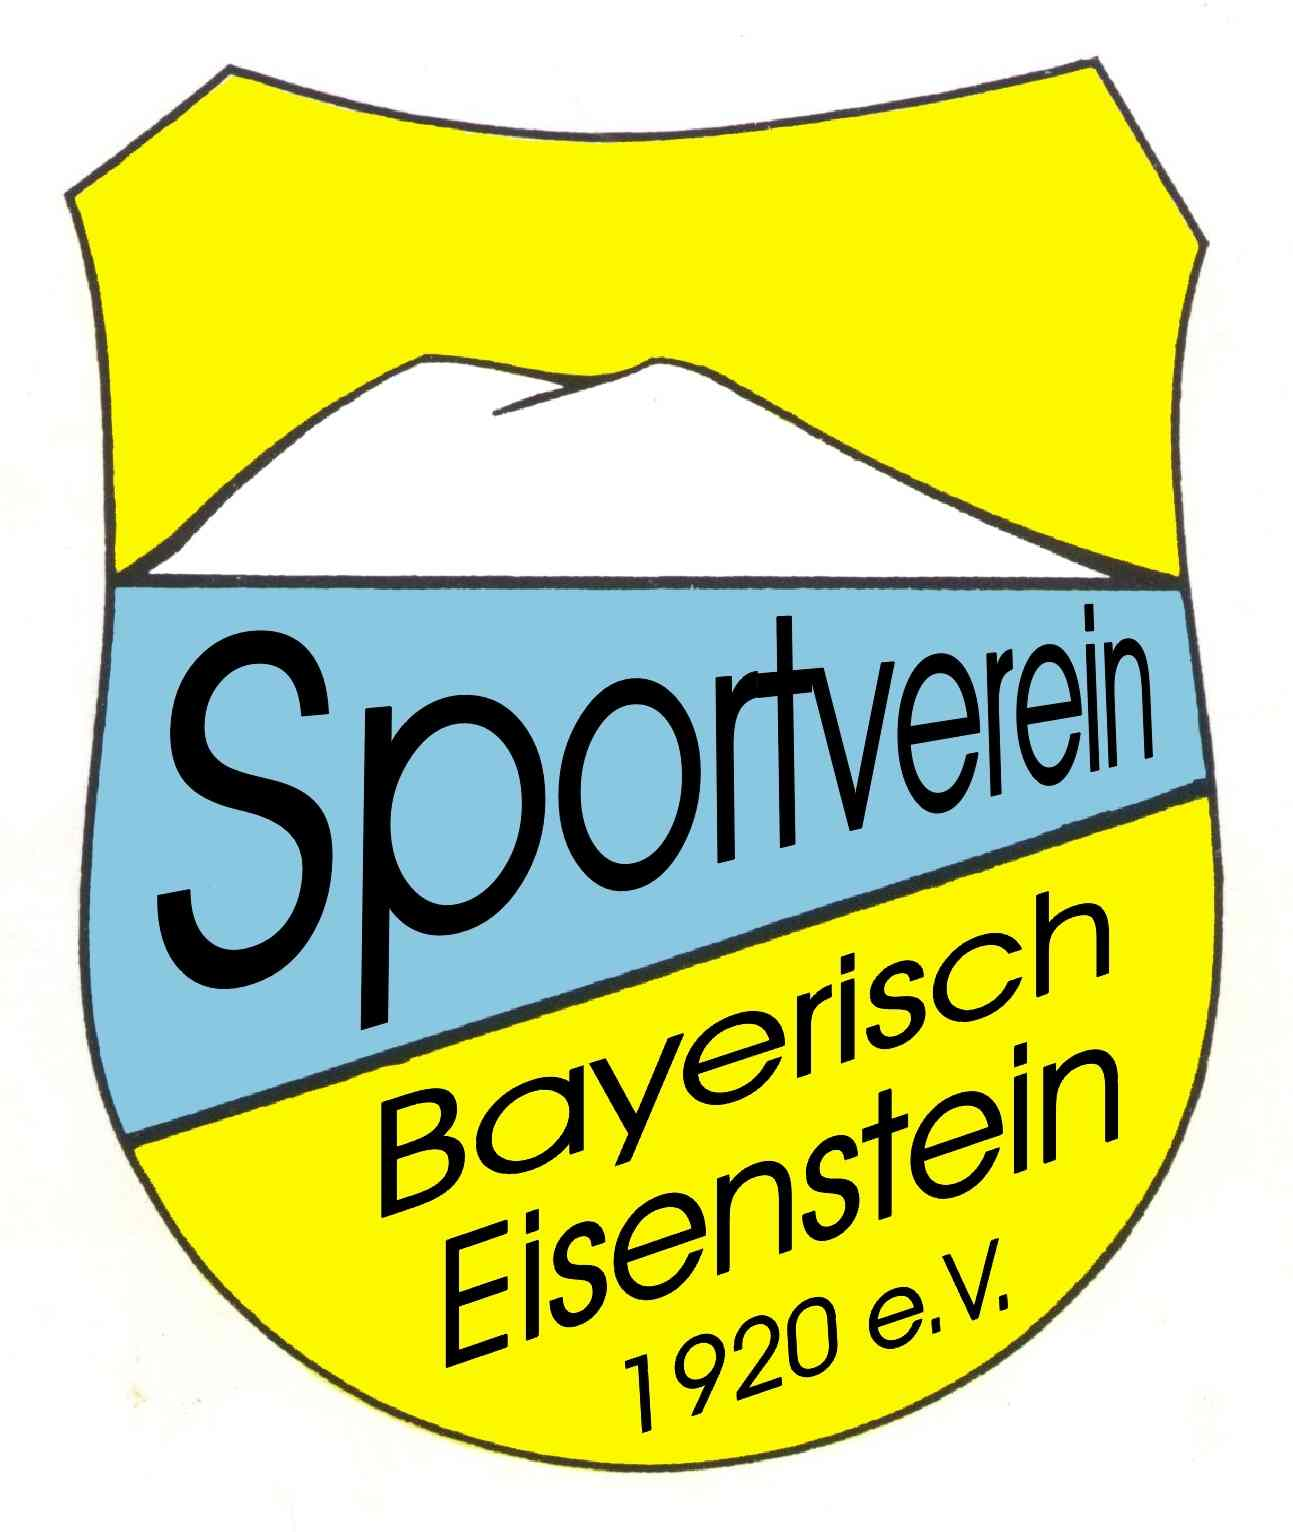 Sportverein
Bayerisch
Eisenstein
1920 e.V.